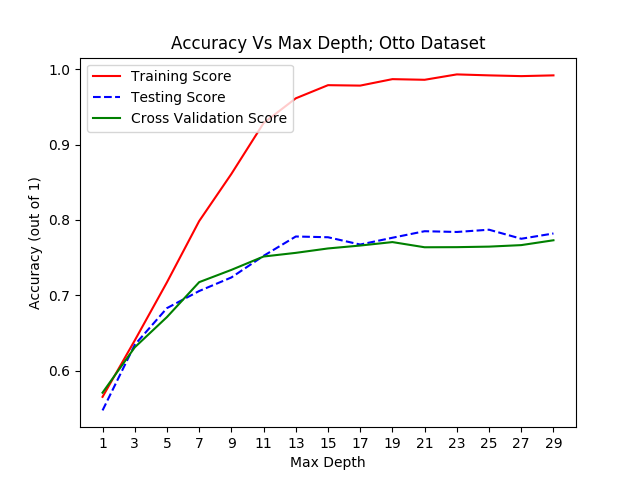 Accuracy Vs Max Depth; Otto Dataset
Training Score
Testing Score
Cross Validation Score
Accuracy (out of 1)
1.0
0.9
0.8
0.7
0.6
1 3 5 7 9 11 13 15 17 19 21 23 25 27 29
Max Depth